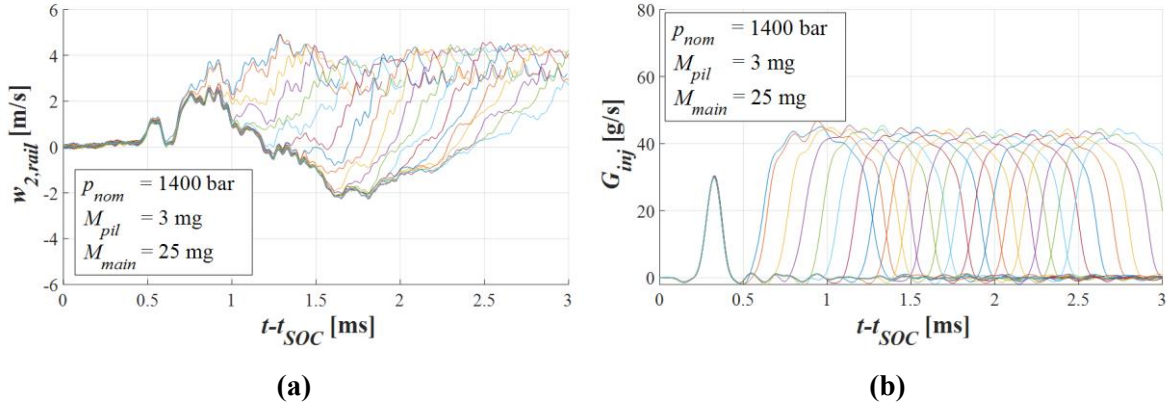 6
4
2
0
-2
-4
-6
w2,rail [m/s]
pnom = 1400 bar
Mpil = 3 mg
Mmain = 25 mg
0 0.5 1 1.5 2 2.5 3
t-tSOC [ms]
(a)
80
60
40
20
0
Ginj [g/s]
pnom = 1400 bar
Mpil = 3 mg
Mmain = 25 mg
0 0.5 1 1.5 2 2.5 3
t-tSOC [ms]
(b)